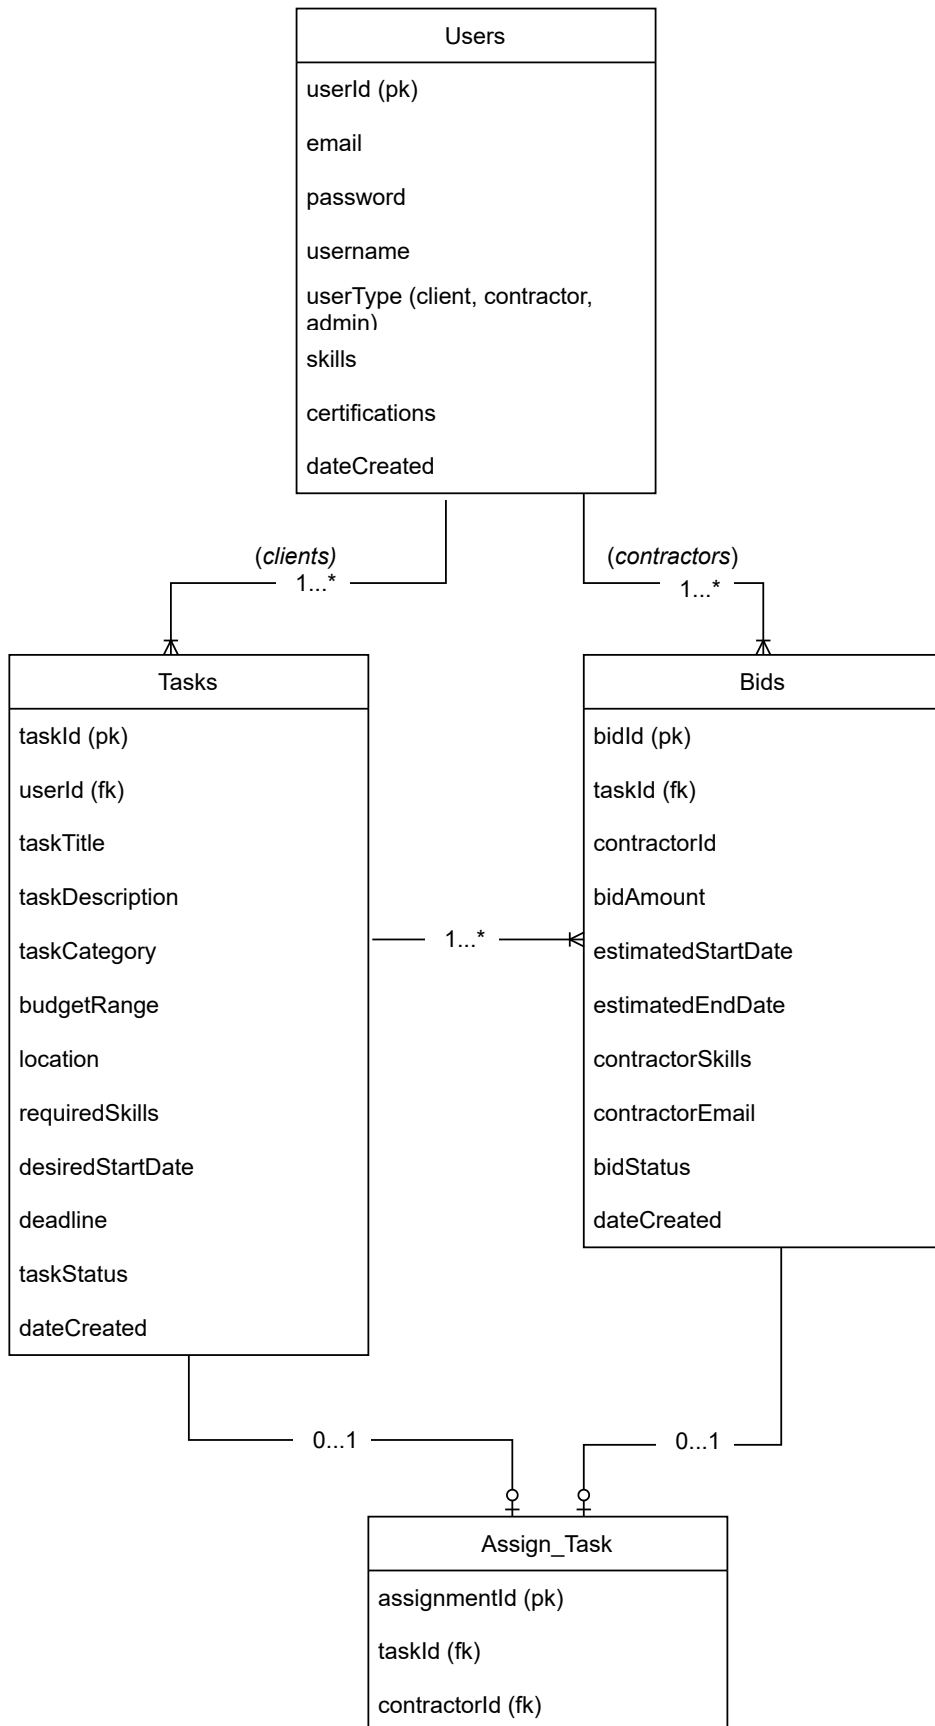 Users
userId (pk)
email
password
username
userType (client, contractor,
admin)
skills
certifications
dateCreated
(clients)
1...*
(contractors)
1...*
Tasks
taskId (pk)
userId (fk)
taskTitle
taskDescription
taskCategory
budgetRange
location
requiredSkills
desiredStartDate
deadline
taskStatus
dateCreated
1...*
Bids
bidId (pk)
taskId (fk)
contractorId
bidAmount
estimatedStartDate
estimatedEndDate
contractorSkills
contractorEmail
bidStatus
dateCreated
0...1
0...1
Assign_Task
assignmentId (pk)
taskId (fk)
contractorId (fk)